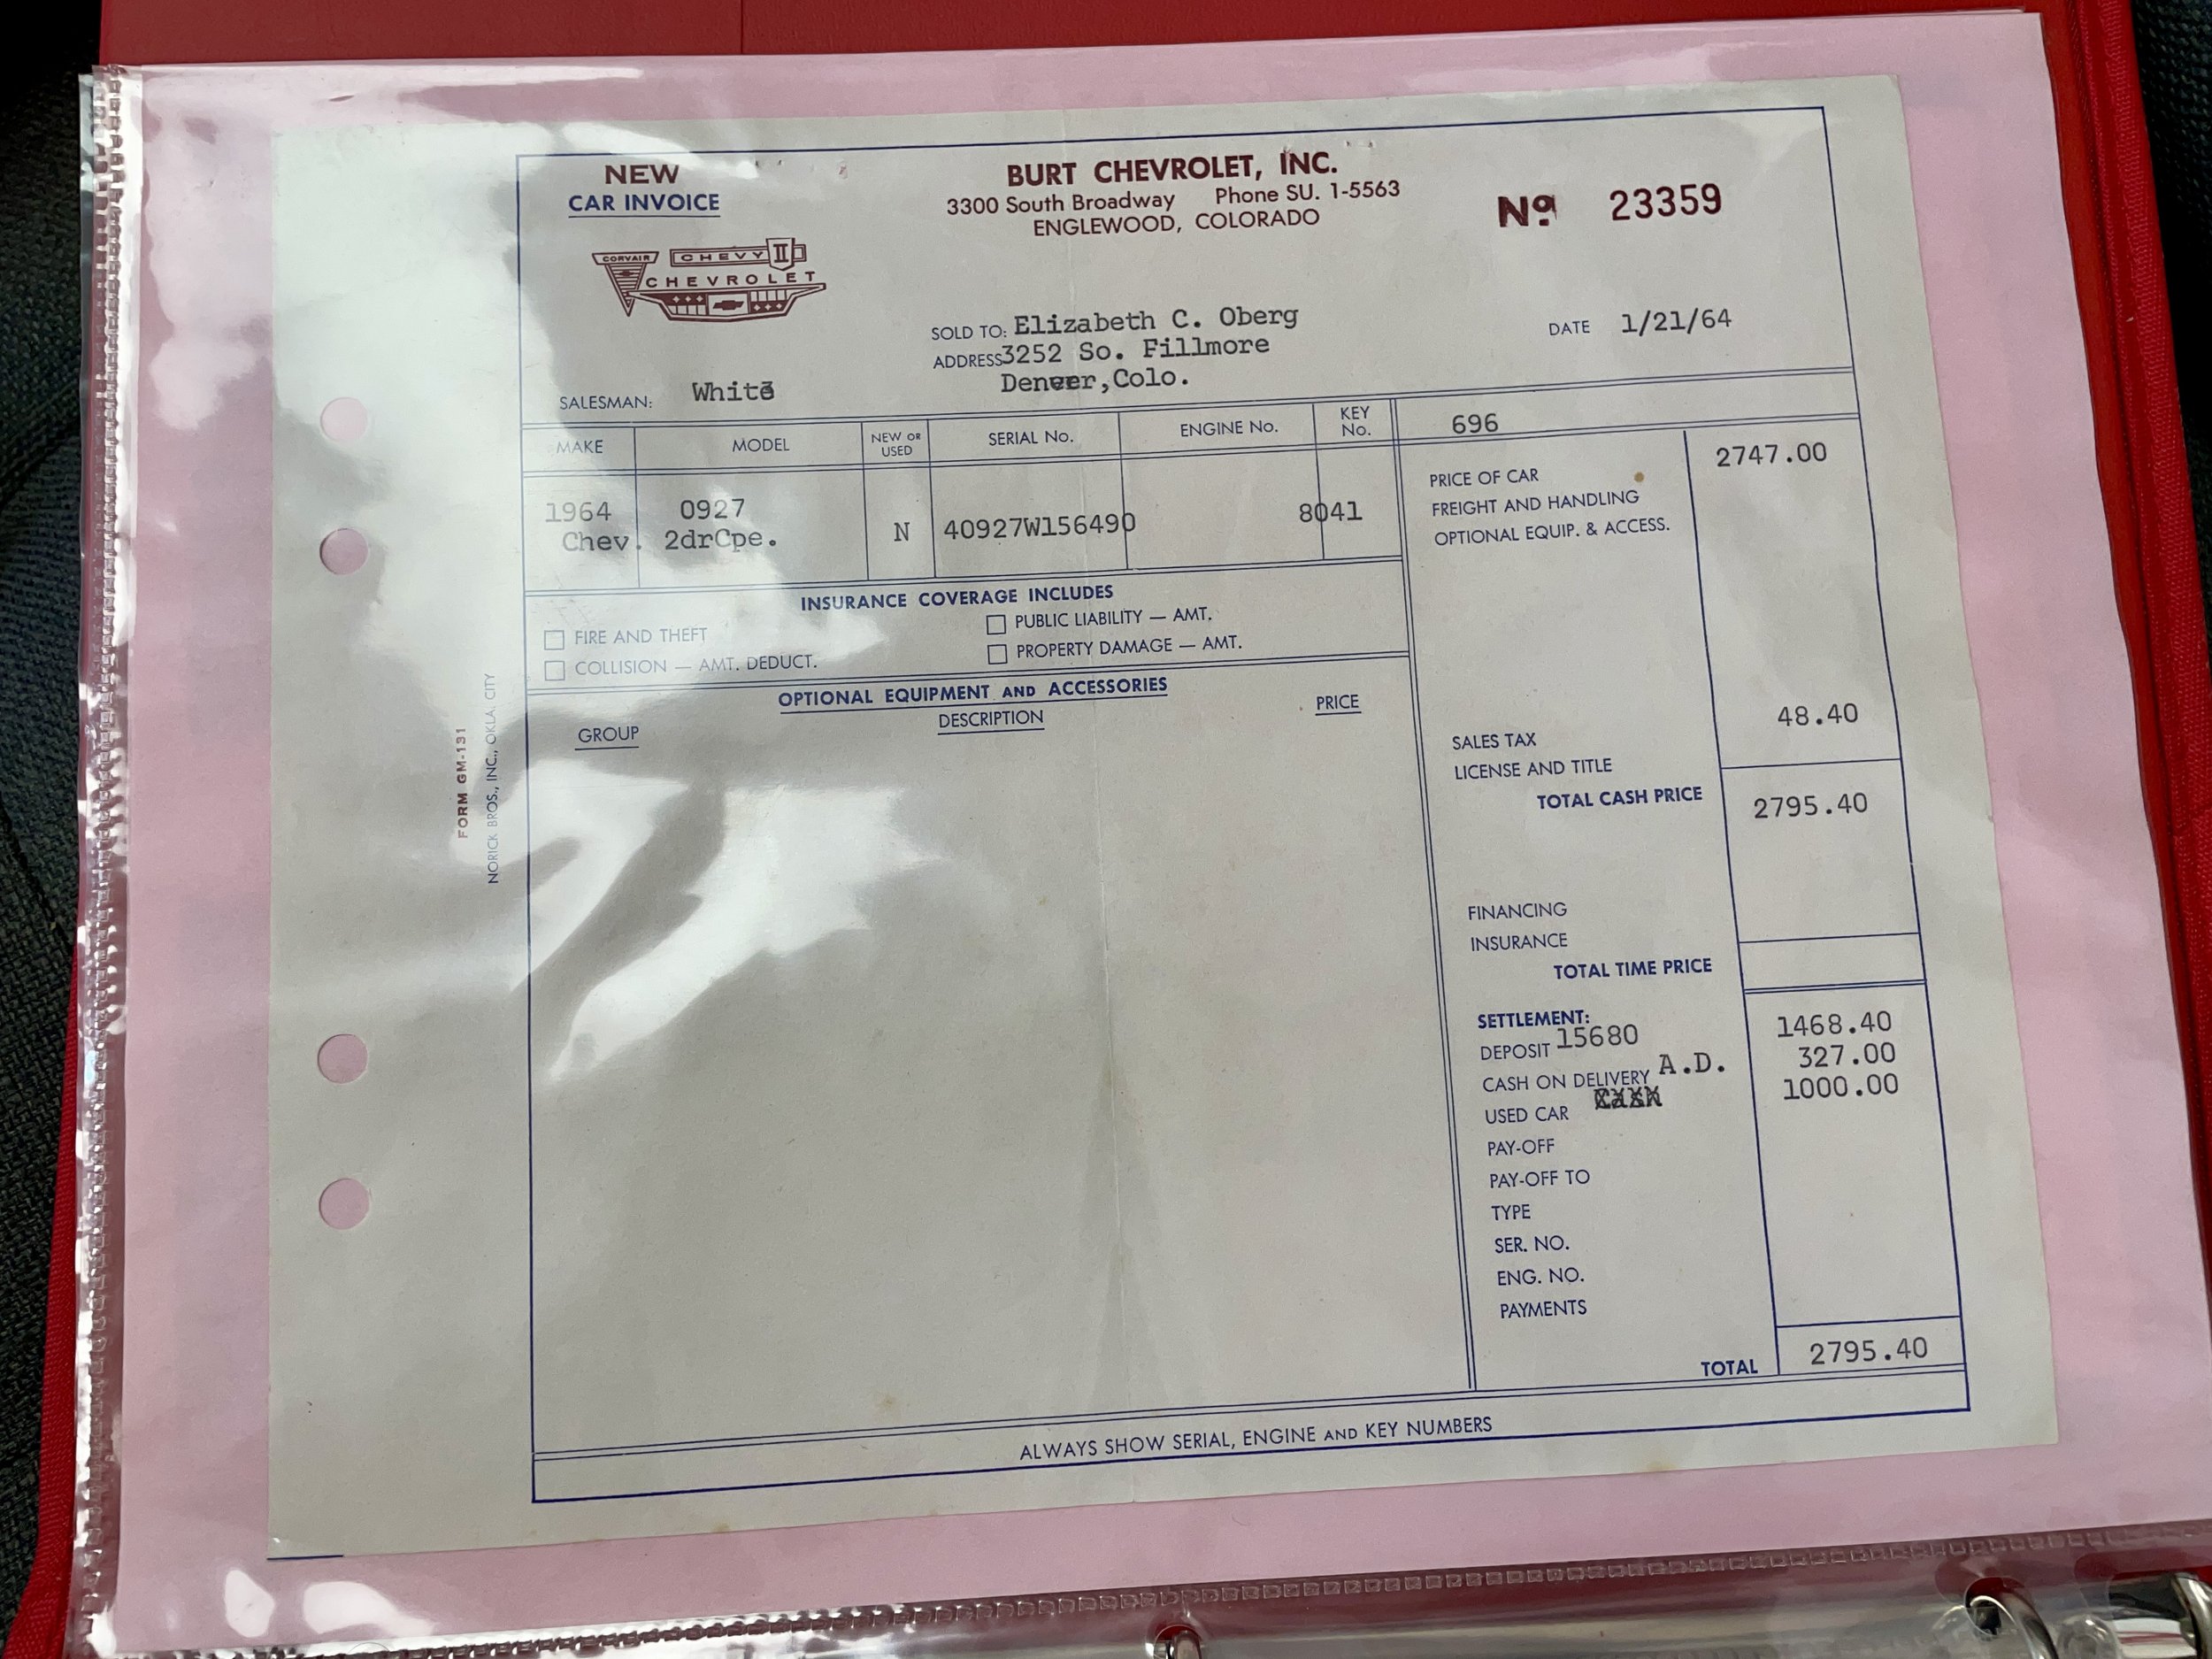 NEW
CAR INVOICE
BURT CHEVROLET, INC.
3300 South Broadway Phone SU. 1-5563
ENGLEWOOD, COLORADO
Nº 23359
CORVAIR CHEVY II
CHEVROLET
SOLD TO: Elizabeth C. Oberg
ADDRESS 3252 So. Fillmore
Denver, Colo.
DATE 1/21/64
SALESMAN: White
MAKE MODEL NEW OR USED SERIAL No. ENGINE No. KEY No. 696
1964 0927
Chev. 2drCpe. N 40927W156490 8041
PRICE OF CAR 2747.00
FREIGHT AND HANDLING
OPTIONAL EQUIP. & ACCESS.
INSURANCE COVERAGE INCLUDES
FIRE AND THEFT PUBLIC LIABILITY — AMT.
COLLISION — AMT. DEDUCT. PROPERTY DAMAGE — AMT.
OPTIONAL EQUIPMENT AND ACCESSORIES
GROUP DESCRIPTION PRICE
SALES TAX 48.40
LICENSE AND TITLE
TOTAL CASH PRICE 2795.40
FINANCING
INSURANCE
TOTAL TIME PRICE
SETTLEMENT:
DEPOSIT 15680 1468.40
CASH ON DELIVERY A.D. 327.00
USED CAR 1000.00
PAY-OFF
PAY-OFF TO
TYPE
SER. NO.
ENG. NO.
PAYMENTS
TOTAL 2795.40
ALWAYS SHOW SERIAL, ENGINE AND KEY NUMBERS
FORM GM-131
NORICK BROS., INC., OKLA. CITY